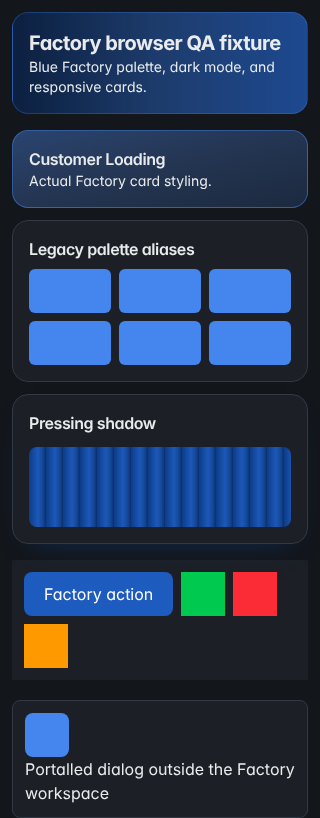 Factory browser QA fixture
Blue Factory palette, dark mode, and
responsive cards.
Customer Loading
Actual Factory card styling.
Legacy palette aliases
Pressing shadow
Factory action
Portalled dialog outside the Factory
workspace